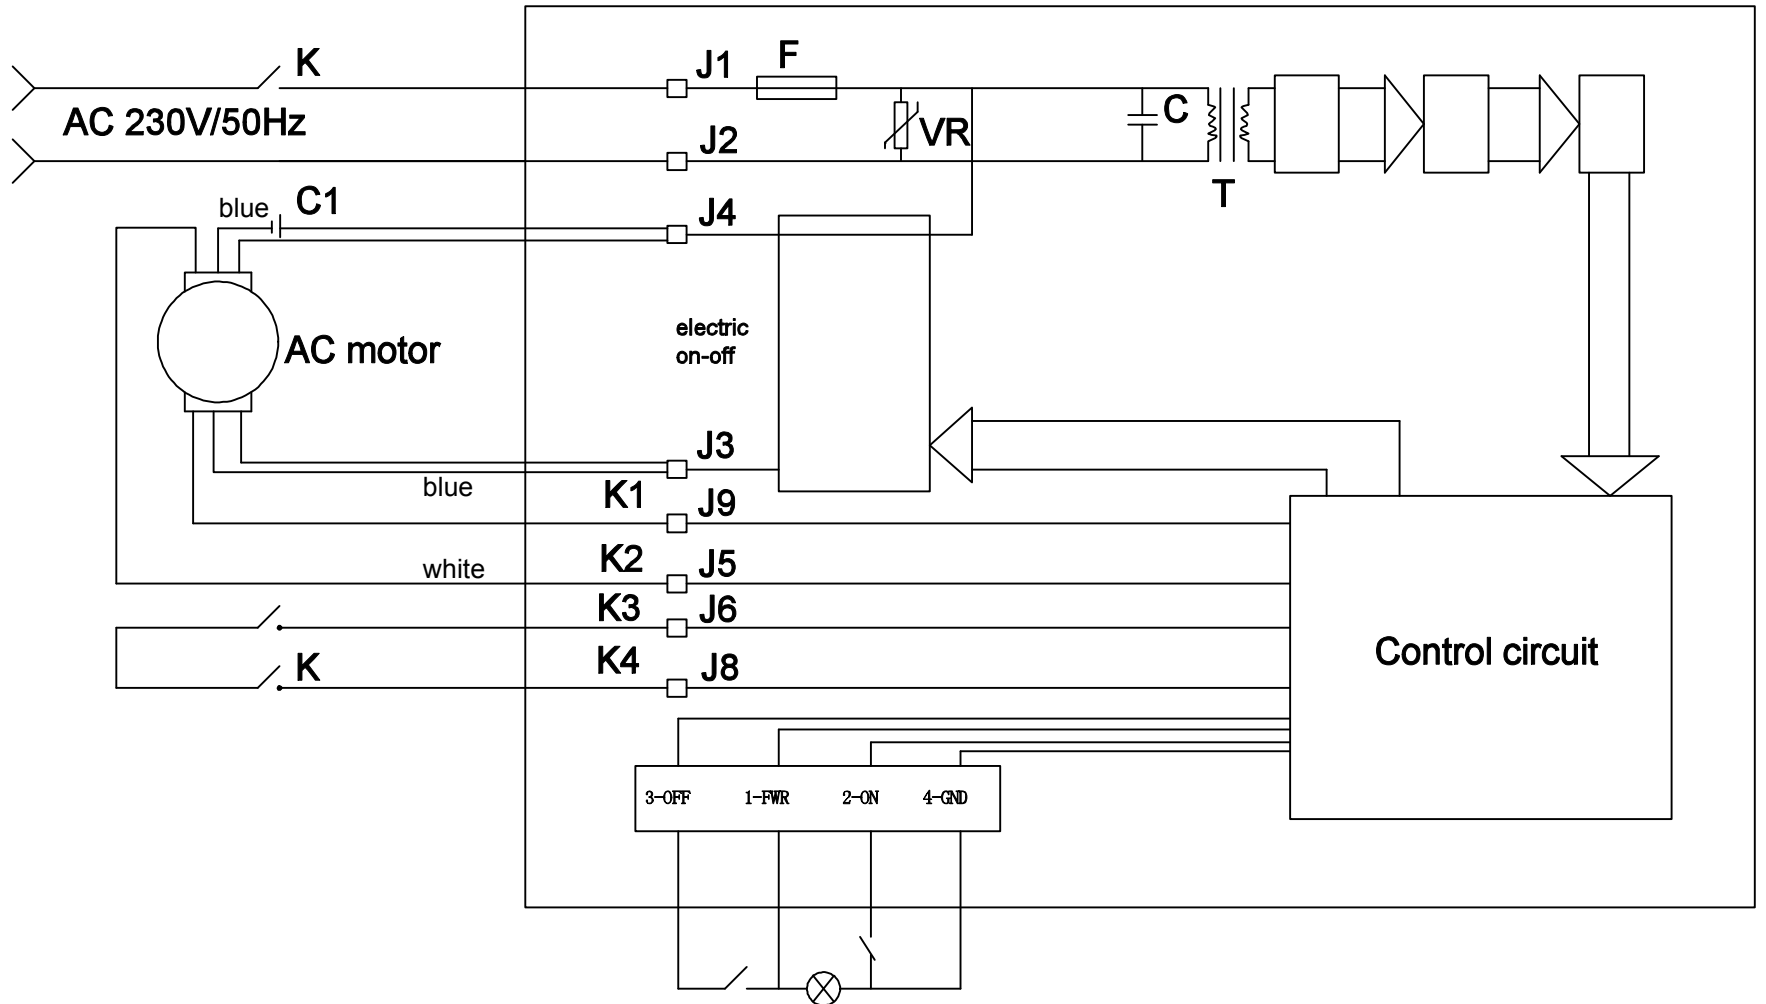 K
J1
F
AC 230V/50Hz
J2
VR
C
T
blue
C1
J4
AC motor
electric
on-off
J3
blue
K1
J9
white
K2
J5
K3
J6
K
K4
J8
Control circuit
3-OFF
1-FWR
2-ON
4-GND